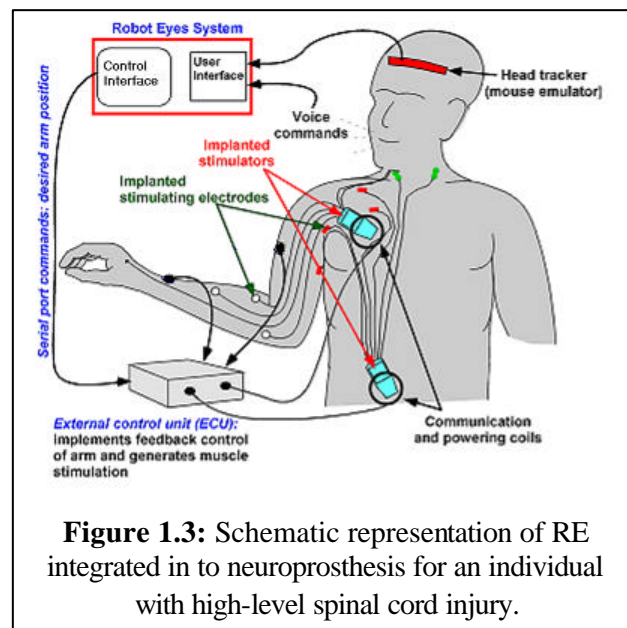 Robot Eyes System
Control
Interface
User
Interface
Head tracker
(mouse emulator)
Voice
commands
Implanted
stimulators
Implanted
stimulating electrodes
Serial port commands: desired arm position
External control unit (ECU):
implements feedback control
of arm and generates muscle
stimulation
Communication
and powering coils
Figure 1.3: Schematic representation of RE
integrated in to neuroprosthesis for an individual
with high-level spinal cord injury.